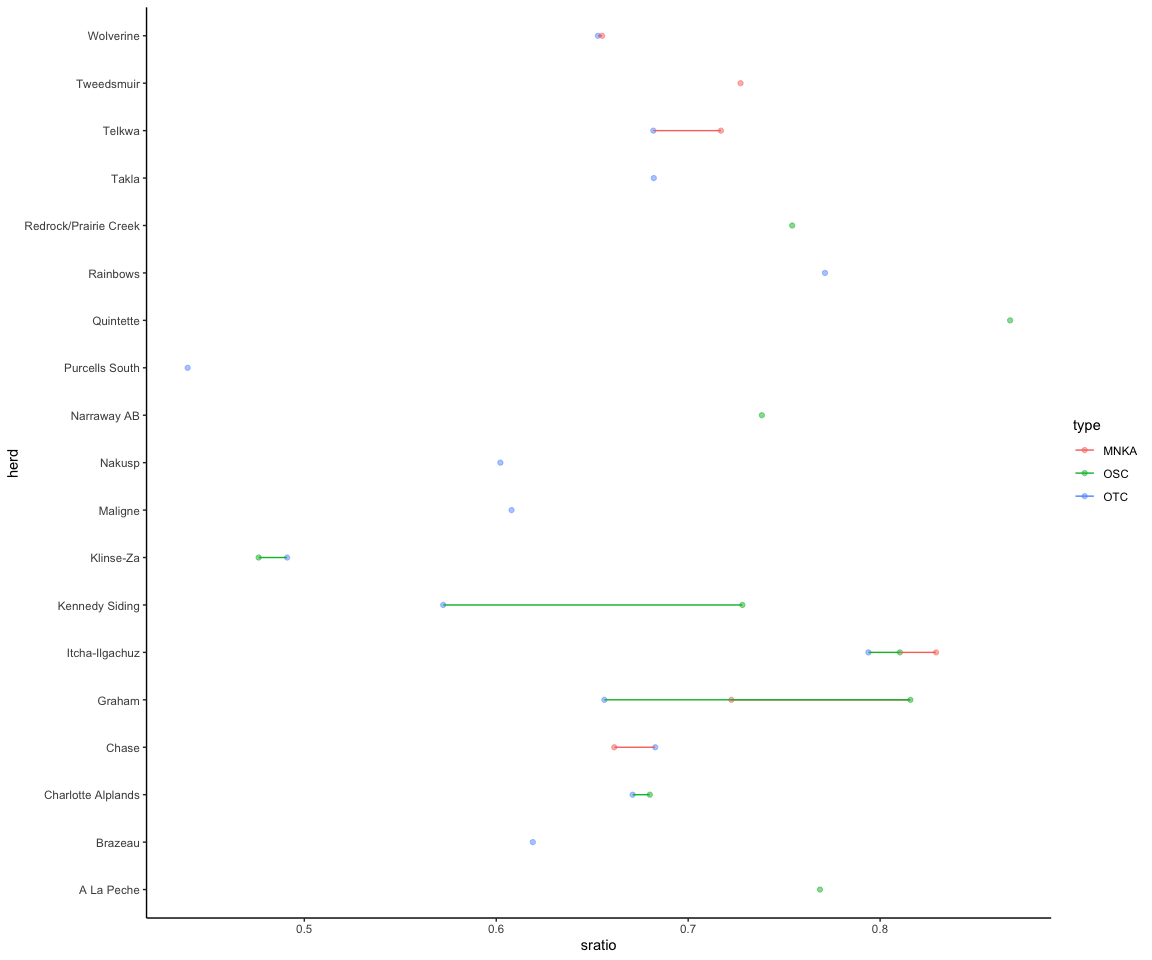 Wolverine
Tweedsmuir
Telkwa
Takla
Redrock/Prairie Creek
Rainbows
Quintette
Purcells South
Narraway AB
Nakusp
Maligne
Klinse-Za
Kennedy Siding
Itcha-Ilgachuz
Graham
Chase
Charlotte Alplands
Brazeau
A La Peche
herd
0.5 0.6 0.7 0.8
sratio
type
MNKA
OSC
OTC